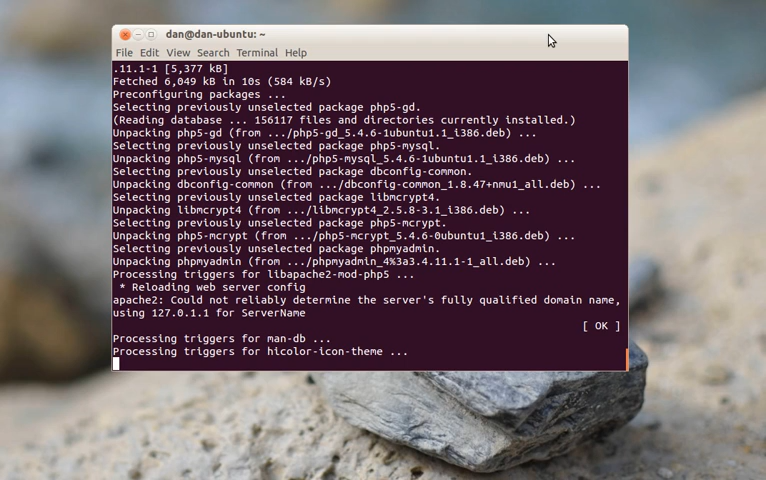 dan@dan-ubuntu: ~
File Edit View Search Terminal Help
.11.1-1 [5,377 kB]
Fetched 6,049 kB in 10s (584 kB/s)
Preconfiguring packages ...
Selecting previously unselected package php5-gd.
(Reading database ... 156117 files and directories currently installed.)
Unpacking php5-gd (from .../php5-gd_5.4.6-1ubuntu1.1_i386.deb) ...
Selecting previously unselected package php5-mysql.
Unpacking php5-mysql (from .../php5-mysql_5.4.6-1ubuntu1.1_i386.deb) ...
Selecting previously unselected package dbconfig-common.
Unpacking dbconfig-common (from .../dbconfig-common_1.8.47+nmu1_all.deb) ...
Selecting previously unselected package libmcrypt4.
Unpacking libmcrypt4 (from .../libmcrypt4_2.5.8-3.1_i386.deb) ...
Selecting previously unselected package php5-mcrypt.
Unpacking php5-mcrypt (from .../php5-mcrypt_5.4.6-0ubuntu1_i386.deb) ...
Selecting previously unselected package phpmyadmin.
Unpacking phpmyadmin (from .../phpmyadmin_4%3a3.4.11.1-1_all.deb) ...
Processing triggers for libapache2-mod-php5 ...
* Reloading web server config
apache2: Could not reliably determine the server's fully qualified domain name,
using 127.0.1.1 for ServerName
[ OK ]
Processing triggers for man-db ...
Processing triggers for hicolor-icon-theme ...